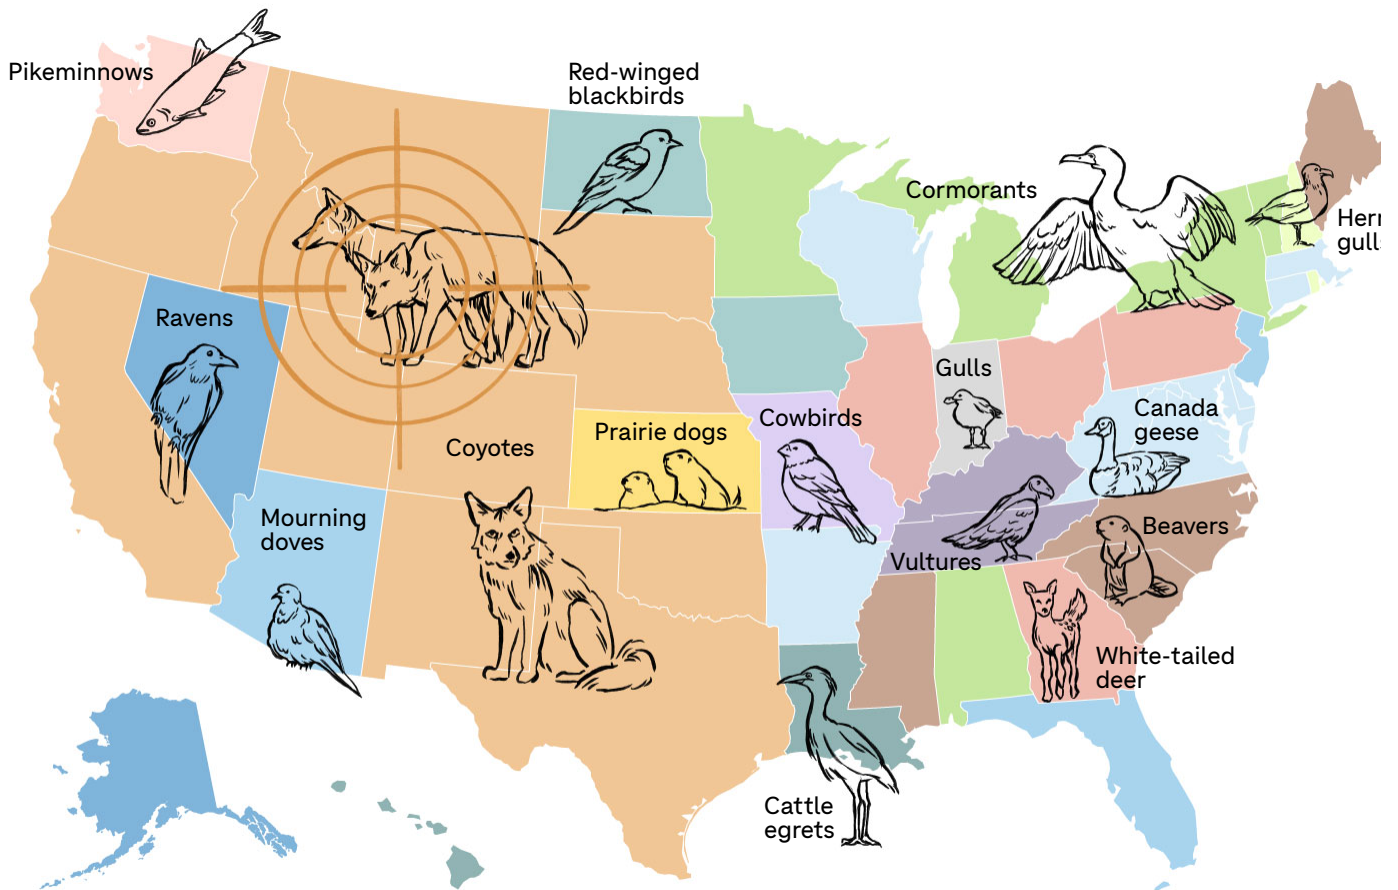 Pikeminnows
Red-winged
blackbirds
Cormorants
gulls
Ravens
Gulls
Coyotes
Prairie dogs
Cowbirds
Canada
geese
Mourning
doves
Beavers
Vultures
White-tailed
deer
Cattle
egrets